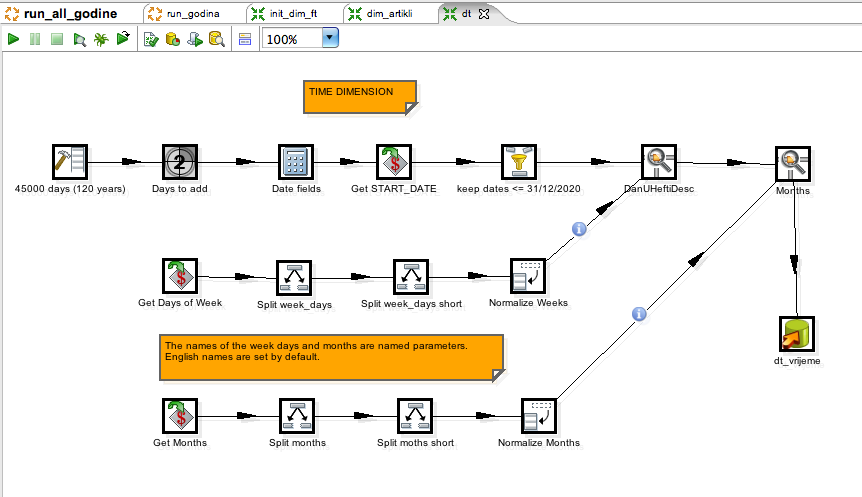 run_all_godine
run_godina
init_dim_ft
dim_artikli
dt
100%
TIME DIMENSION
45000 days (120 years)
2
Days to add
Date fields
Get START_DATE
keep dates <= 31/12/2020
DanUHeftiDesc
Months
Get Days of Week
Split week_days
Split week_days short
Normalize Weeks
The names of the week days and months are named parameters.
English names are set by default.
dt_vrijeme
Get Months
Split months
Split moths short
Normalize Months